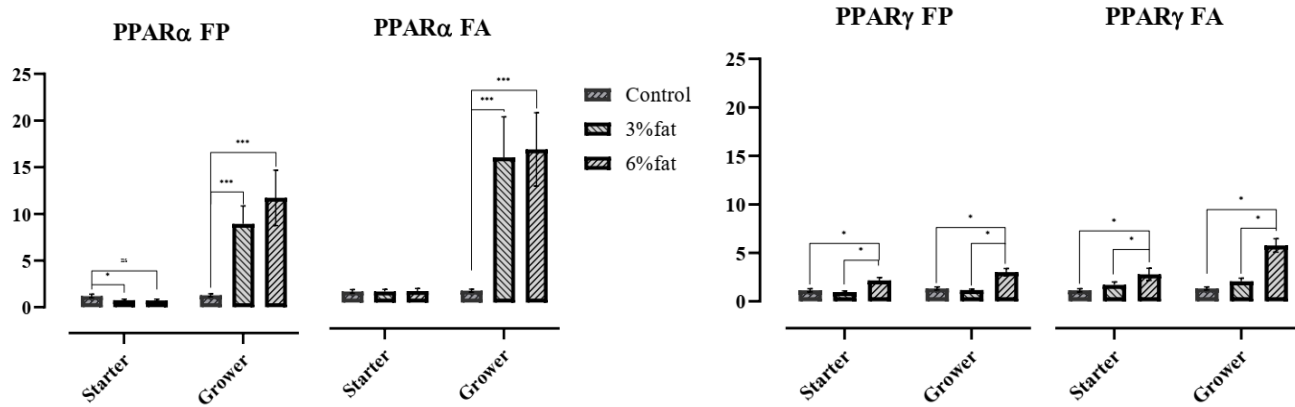 PPARα FP
PPARα FA
25
20
15
10
5
0
***
***
ns
*
Starter
Grower
***
***
Starter
Grower
Control
3%fat
6%fat
PPARγ FP
PPARγ FA
25
20
15
10
5
0
*
*
*
*
Starter
Grower
*
*
*
*
Starter
Grower